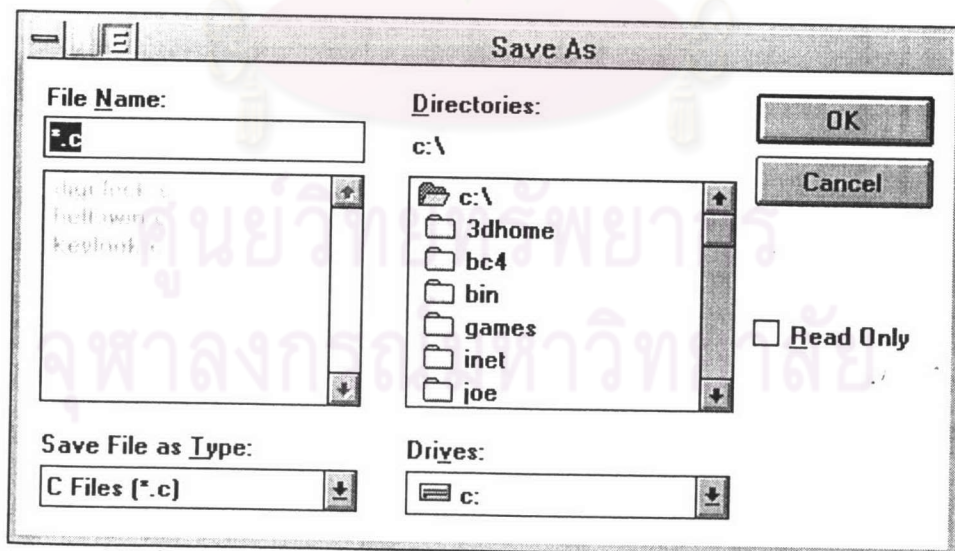 Save As
File Name:
*.c
hellowin.c
keylook.c
Directories:
c:\
c:\
3dhome
bc4
bin
games
inet
joe
OK
Cancel
Read Only
Save File as Type:
C Files (*.c)
Drives:
c:
ศูนย์วิทยทรัพยากร
จุฬาลงกรณ์มหาวิทยาลัย